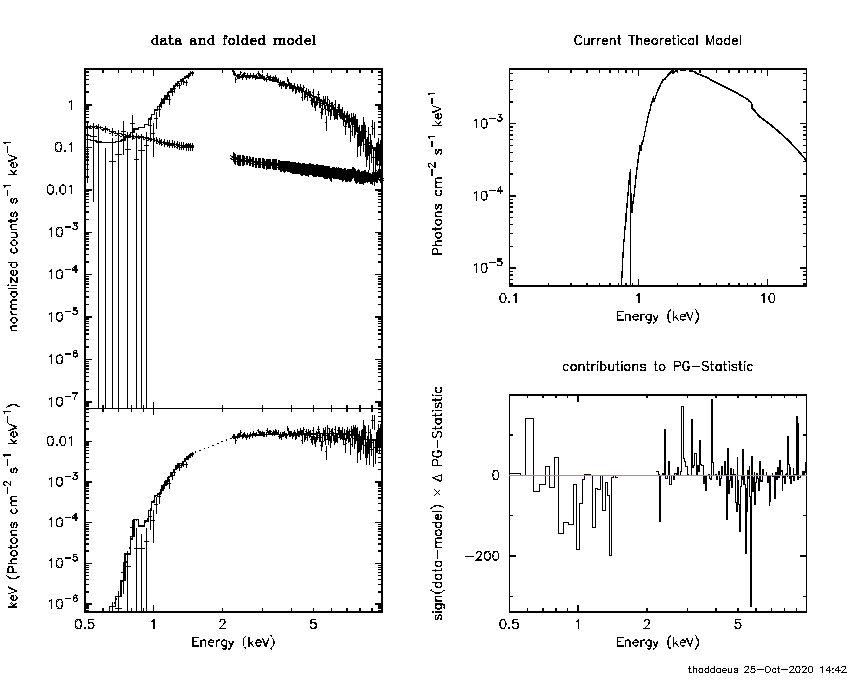 data and folded model
normalized counts s⁻¹ keV⁻¹
1
0.1
0.01
10⁻³
10⁻⁴
10⁻⁵
10⁻⁶
10⁻⁷
keV (Photons cm⁻² s⁻¹ keV⁻¹)
0.01
10⁻³
10⁻⁴
10⁻⁵
10⁻⁶
0.5 1 2 5
Energy (keV)
Current Theoretical Model
Photons cm⁻² s⁻¹ keV⁻¹
10⁻³
10⁻⁴
10⁻⁵
0.1 1 10
Energy (keV)
contributions to PG−Statistic
sign(data−model) × Δ PG−Statistic
0
−200
0.5 1 2 5
Energy (keV)
thaddaeus 25−Oct−2020 14:42